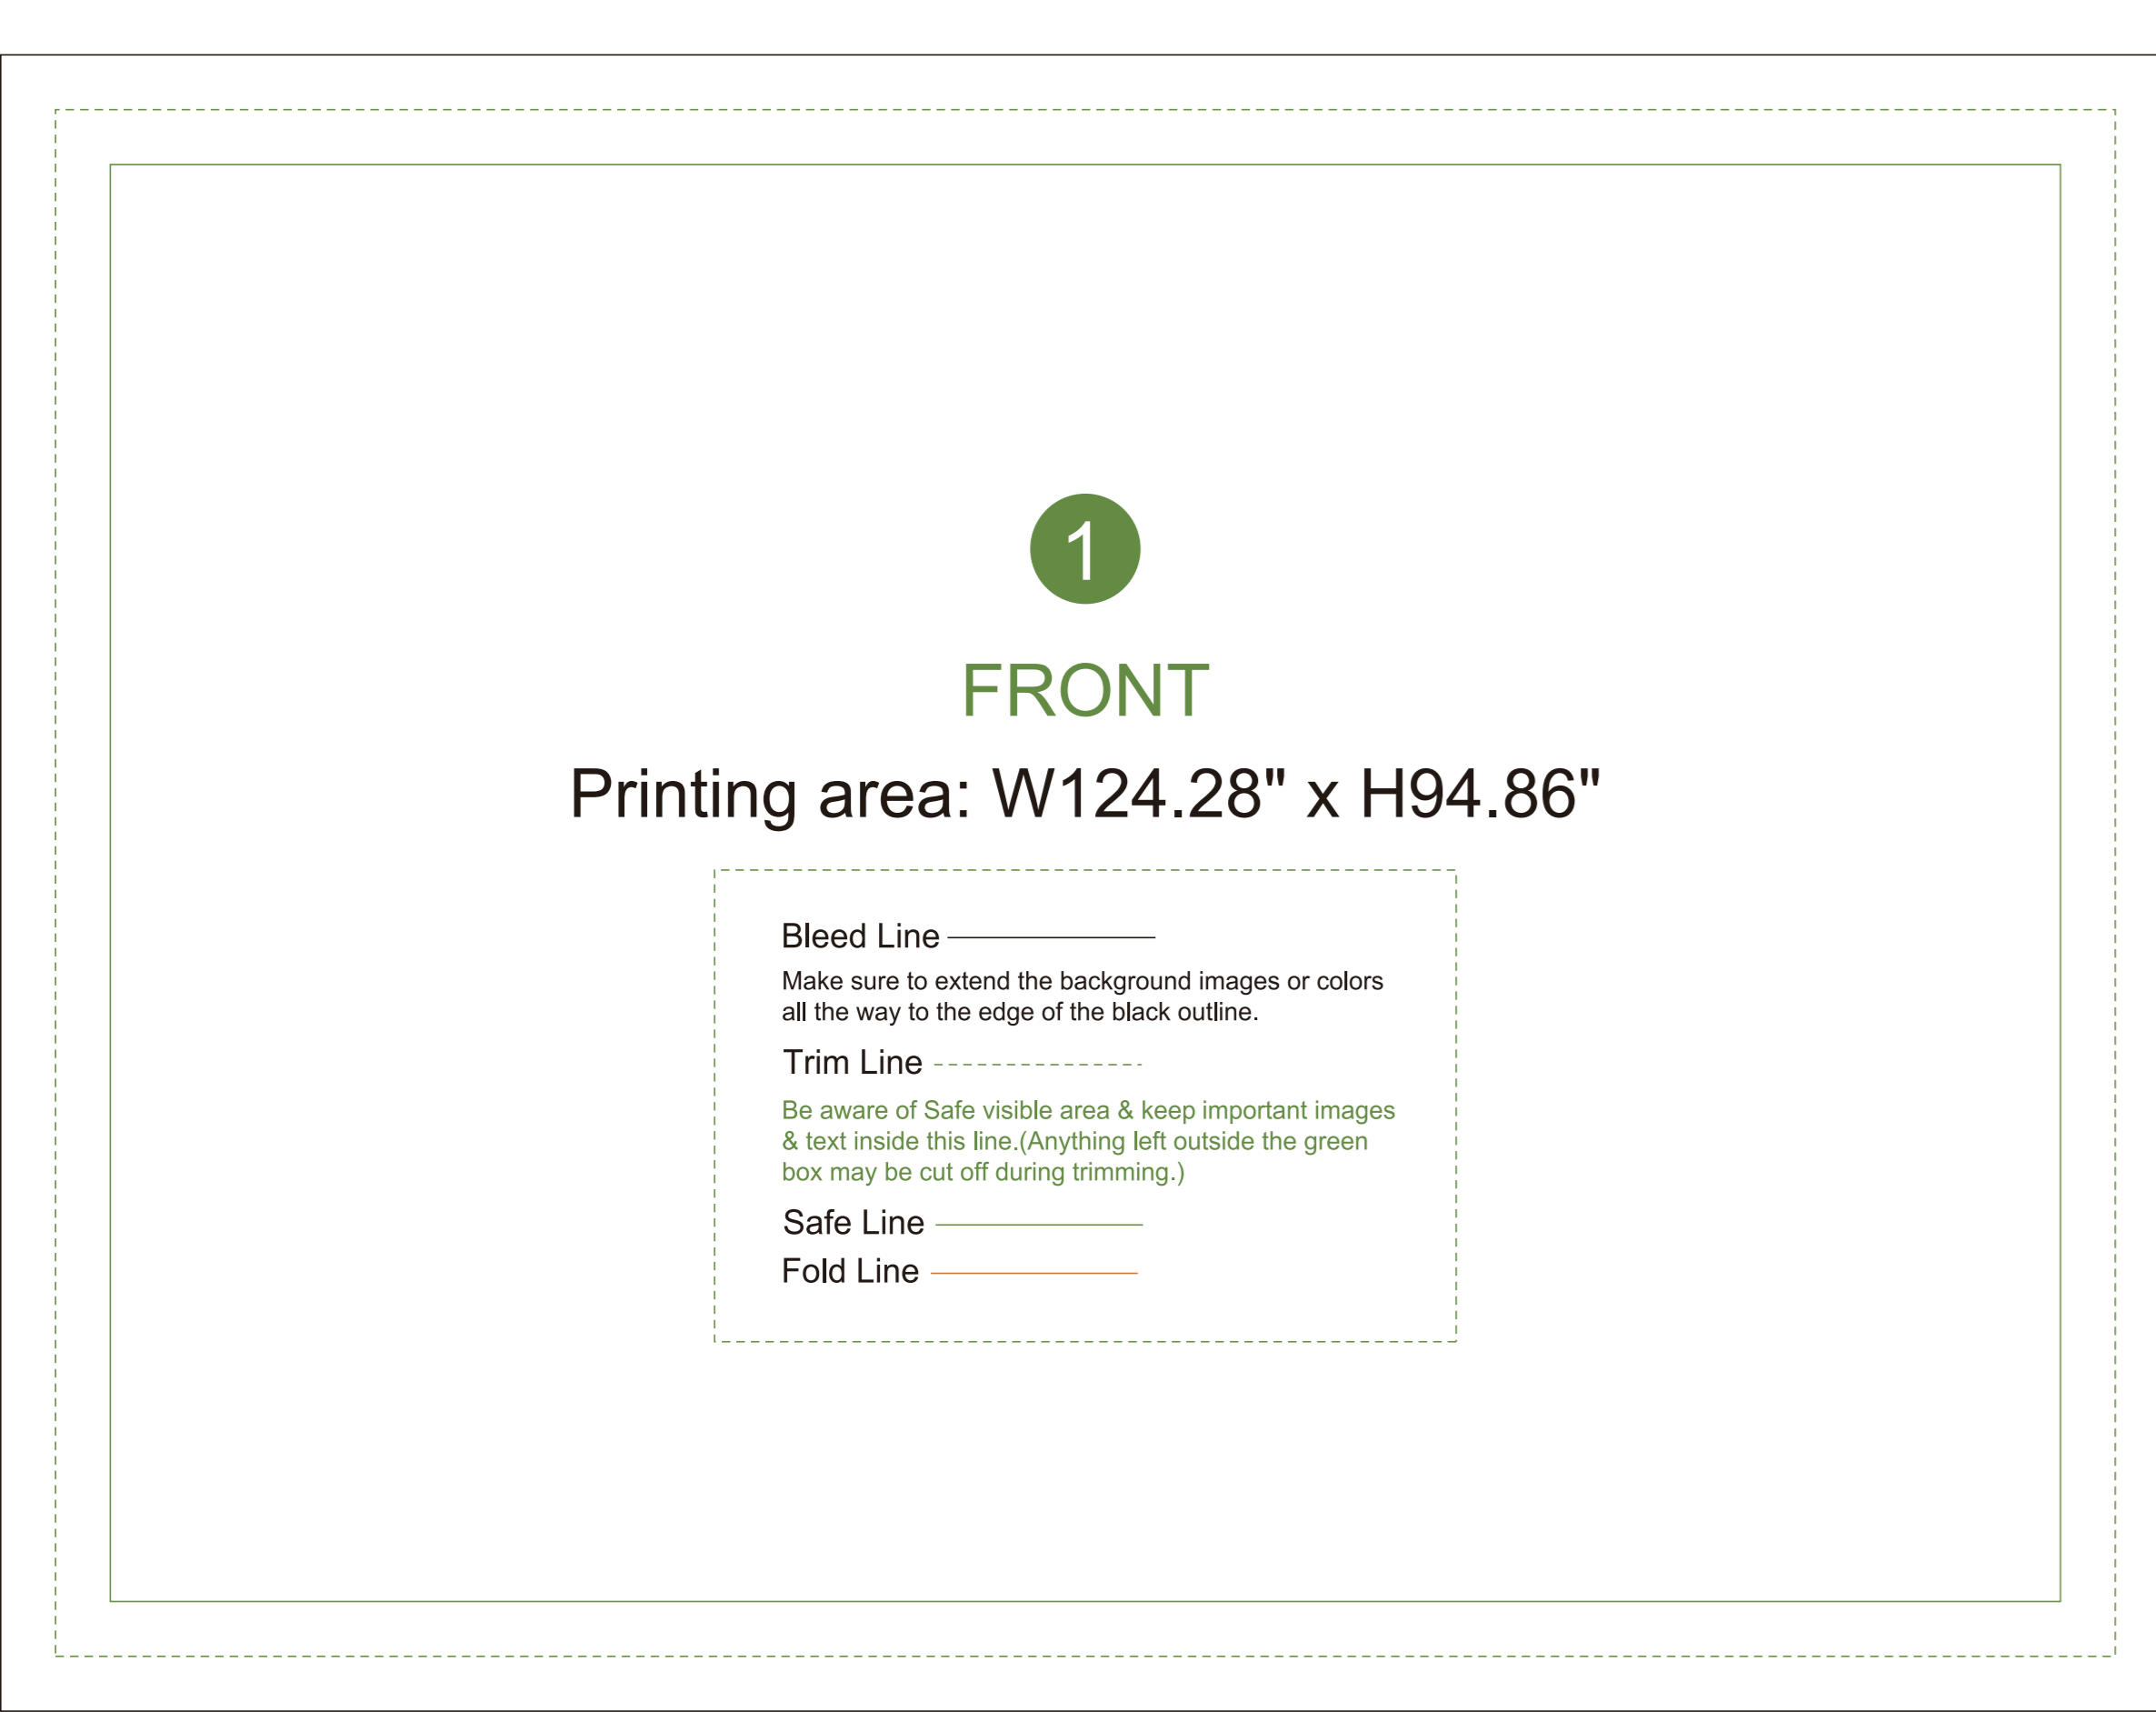 1
FRONT
Printing area: W124.28" x H94.86"
Bleed Line
Make sure to extend the background images or colors
all the way to the edge of the black outline.
Trim Line
Be aware of Safe visible area & keep important images
& text inside this line.(Anything left outside the green
box may be cut off during trimming.)
Safe Line
Fold Line